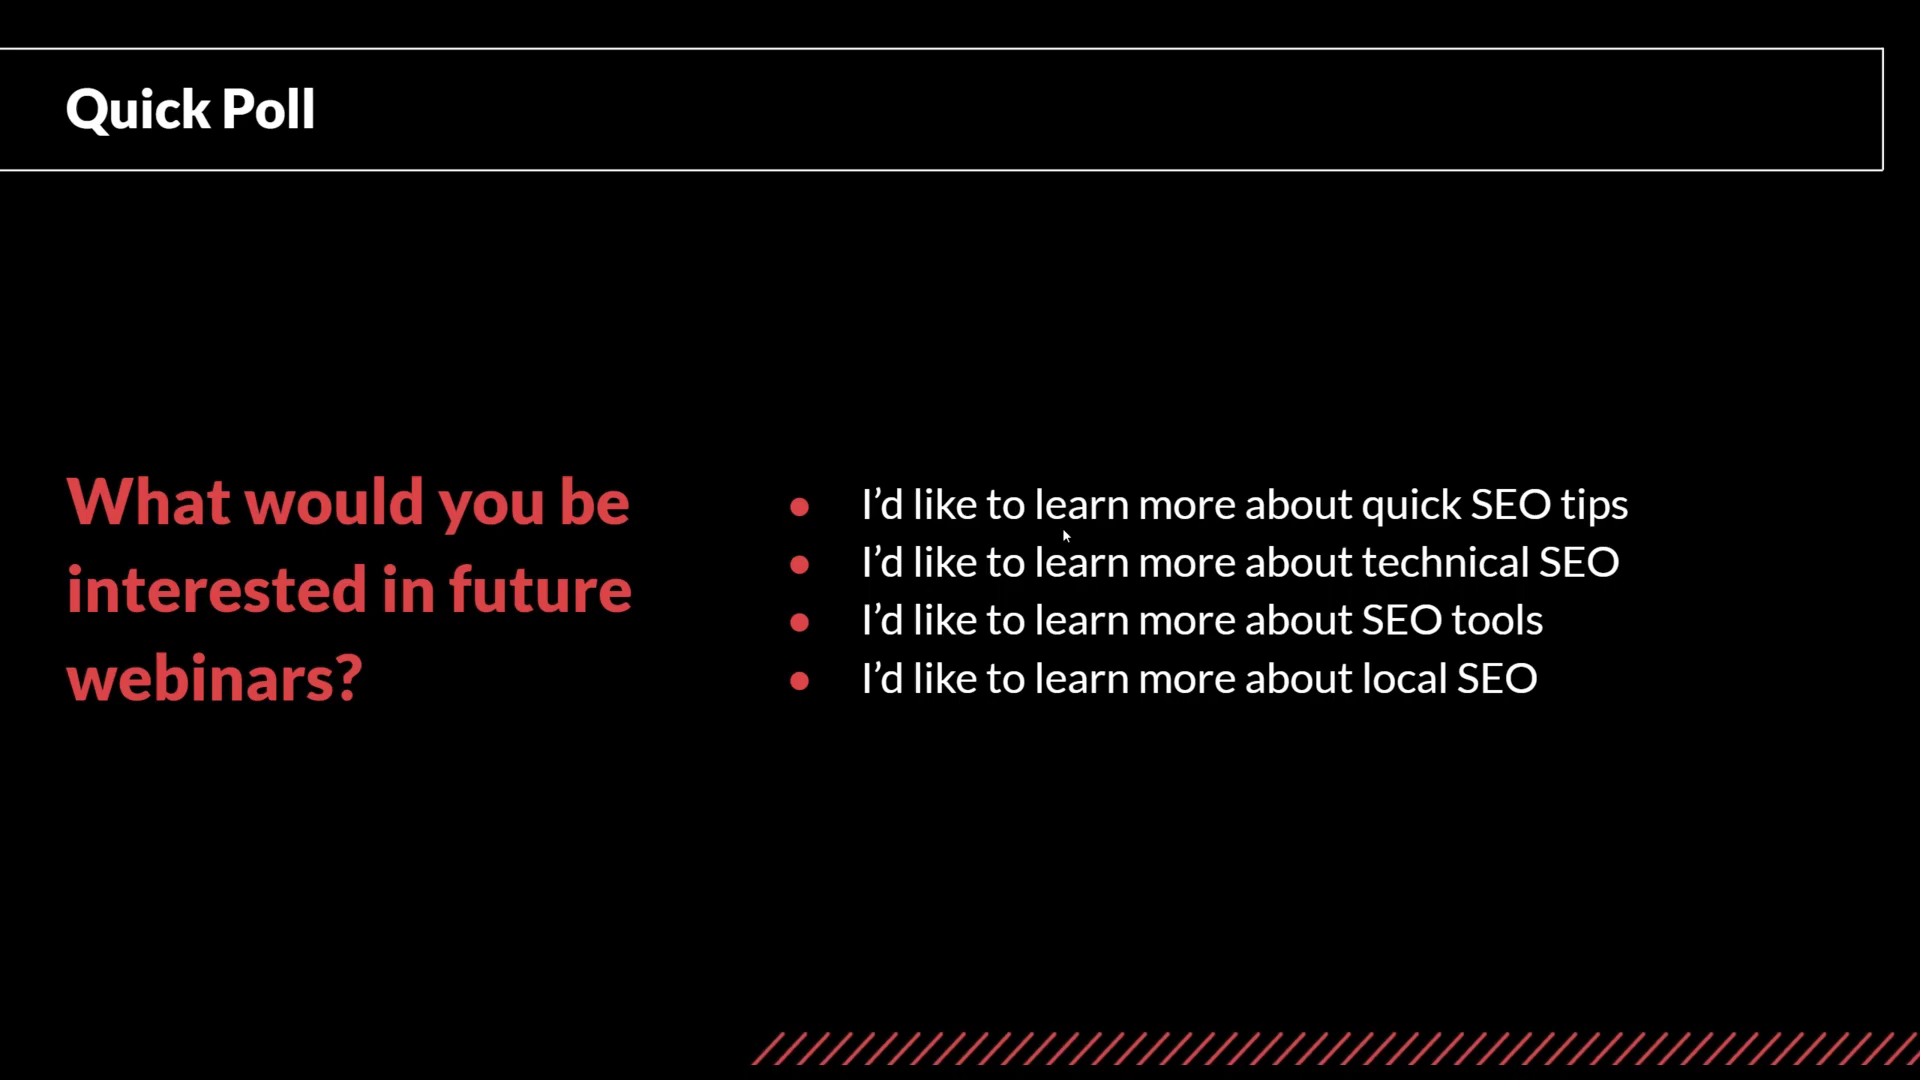 Quick Poll
What would you be
interested in future
webinars?
● I’d like to learn more about quick SEO tips
● I’d like to learn more about technical SEO
● I’d like to learn more about SEO tools
● I’d like to learn more about local SEO